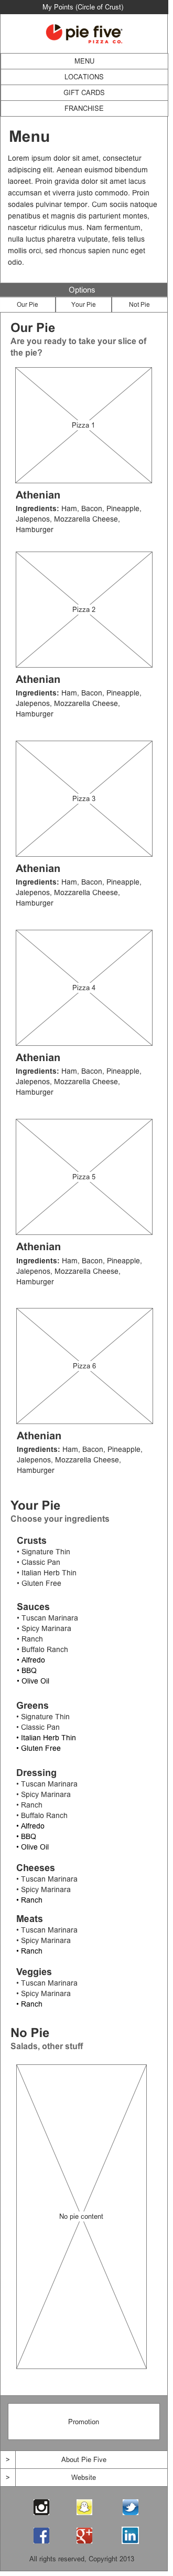 My Points (Circle of Crust)
pie five
PIZZA CO.
MENU
LOCATIONS
GIFT CARDS
FRANCHISE
Menu
Lorem ipsum dolor sit amet, consectetur
adipiscing elit. Aenean euismod bibendum
laoreet. Proin gravida dolor sit amet lacus
accumsan et viverra justo commodo. Proin
sodales pulvinar tempor. Cum sociis natoque
penatibus et magnis dis parturient montes,
nascetur ridiculus mus. Nam fermentum,
nulla luctus pharetra vulputate, felis tellus
mollis orci, sed rhoncus sapien nunc eget
odio.
Options
Our Pie
Your Pie
Not Pie
Our Pie
Are you ready to take your slice of
the pie?
Pizza 1
Athenian
Ingredients: Ham, Bacon, Pineapple,
Jalepenos, Mozzarella Cheese,
Hamburger
Pizza 2
Athenian
Ingredients: Ham, Bacon, Pineapple,
Jalepenos, Mozzarella Cheese,
Hamburger
Pizza 3
Athenian
Ingredients: Ham, Bacon, Pineapple,
Jalepenos, Mozzarella Cheese,
Hamburger
Pizza 4
Athenian
Ingredients: Ham, Bacon, Pineapple,
Jalepenos, Mozzarella Cheese,
Hamburger
Pizza 5
Athenian
Ingredients: Ham, Bacon, Pineapple,
Jalepenos, Mozzarella Cheese,
Hamburger
Pizza 6
Athenian
Ingredients: Ham, Bacon, Pineapple,
Jalepenos, Mozzarella Cheese,
Hamburger
Your Pie
Choose your ingredients
Crusts
• Signature Thin
• Classic Pan
• Italian Herb Thin
• Gluten Free
Sauces
• Tuscan Marinara
• Spicy Marinara
• Ranch
• Buffalo Ranch
• Alfredo
• BBQ
• Olive Oil
Greens
• Signature Thin
• Classic Pan
• Italian Herb Thin
• Gluten Free
Dressing
• Tuscan Marinara
• Spicy Marinara
• Ranch
• Buffalo Ranch
• Alfredo
• BBQ
• Olive Oil
Cheeses
• Tuscan Marinara
• Spicy Marinara
• Ranch
Meats
• Tuscan Marinara
• Spicy Marinara
• Ranch
Veggies
• Tuscan Marinara
• Spicy Marinara
• Ranch
No Pie
Salads, other stuff
No pie content
Promotion
> About Pie Five
> Website
f g+ in
All rights reserved, Copyright 2013